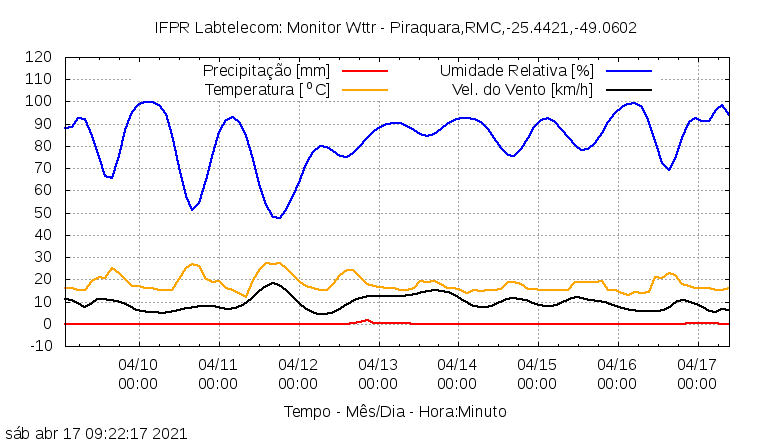 IFPR Labtelecom: Monitor Wttr - Piraquara,RMC,-25.4421,-49.0602
120
110
100
90
80
70
60
50
40
30
20
10
0
-10
Precipitação [mm]
Temperatura [⁰C]
Umidade Relativa [%]
Vel. do Vento [km/h]
04/10 04/11 04/12 04/13 04/14 04/15 04/16 04/17
00:00 00:00 00:00 00:00 00:00 00:00 00:00 00:00
Tempo - Mês/Dia - Hora:Minuto
sáb abr 17 09:22:17 2021